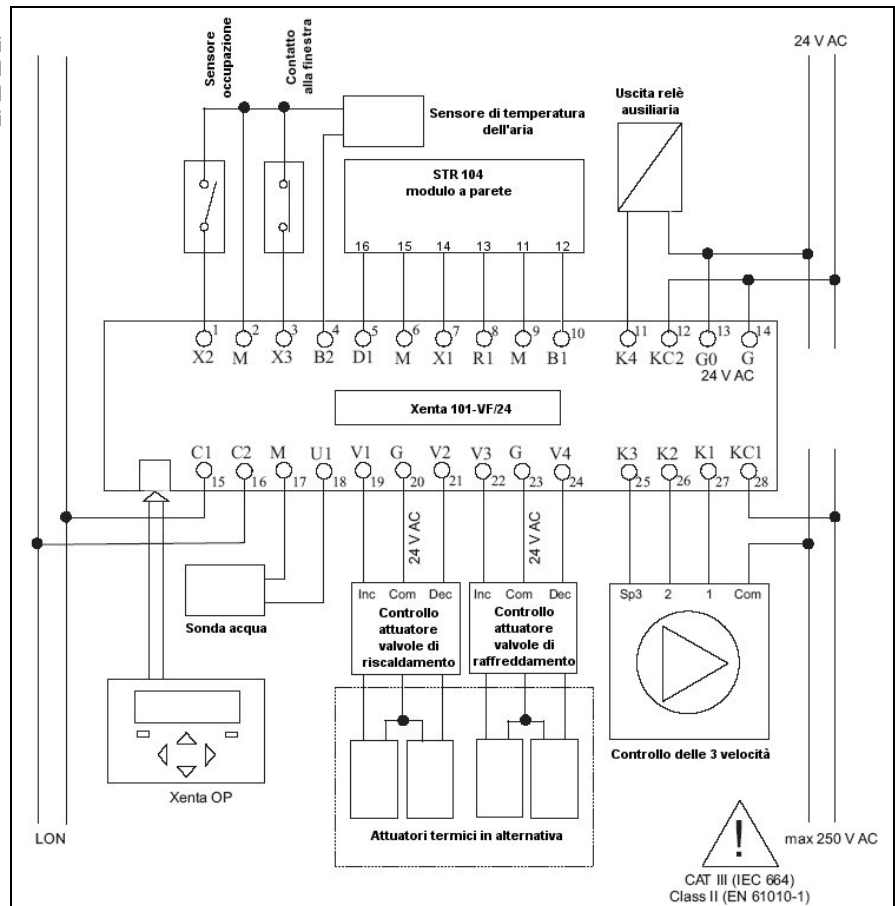 24 V AC
Sensore
occupazione
Contatto
alla finestra
Sensore di temperatura
dell'aria
Uscita relè
ausiliaria
STR 104
modulo a parete
16 15 14 13 11 12
1 2 3 4 5 6 7 8 9 10 11 12 13 14
X2 M X3 B2 D1 M X1 R1 M B1 K4 KC2 G0 G
24 V AC
Xenta 101-VF/24
C1 C2 M U1 V1 G V2 V3 G V4 K3 K2 K1 KC1
15 16 17 18 19 20 21 22 23 24 25 26 27 28
24 V AC
24 V AC
Sonda acqua
Inc Com Dec
Controllo
attuatore
valvole di
riscaldamento
Inc Com Dec
Controllo
attuatore
valvole di
raffreddamento
Sp3 2 1 Com
Controllo delle 3 velocità
Xenta OP
Attuatori termici in alternativa
LON
!
max 250 V AC
CAT III (IEC 664)
Class II (EN 61010-1)